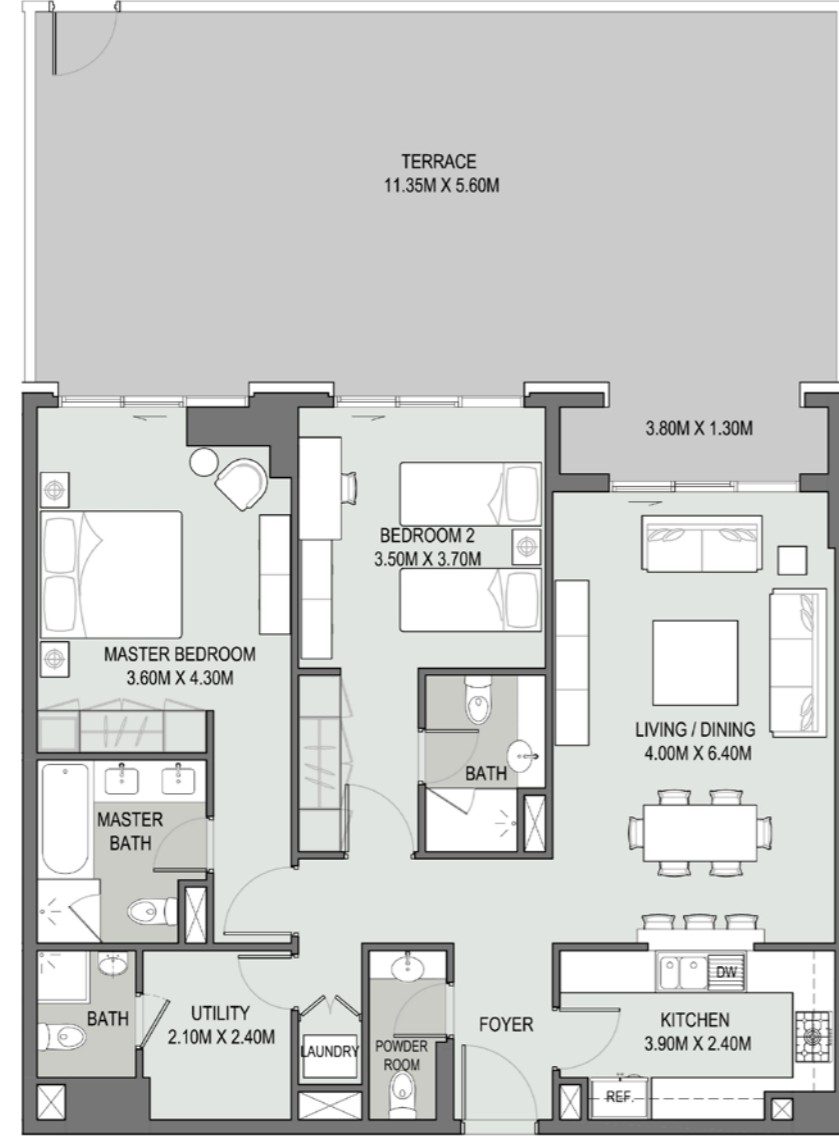 TERRACE
11.35M X 5.60M
3.80M X 1.30M
BEDROOM 2
3.50M X 3.70M
MASTER BEDROOM
3.60M X 4.30M
LIVING / DINING
4.00M X 6.40M
BATH
MASTER
BATH
DW
BATH
UTILITY
2.10M X 2.40M
LAUNDRY
POWDER
ROOM
FOYER
KITCHEN
3.90M X 2.40M
REF.